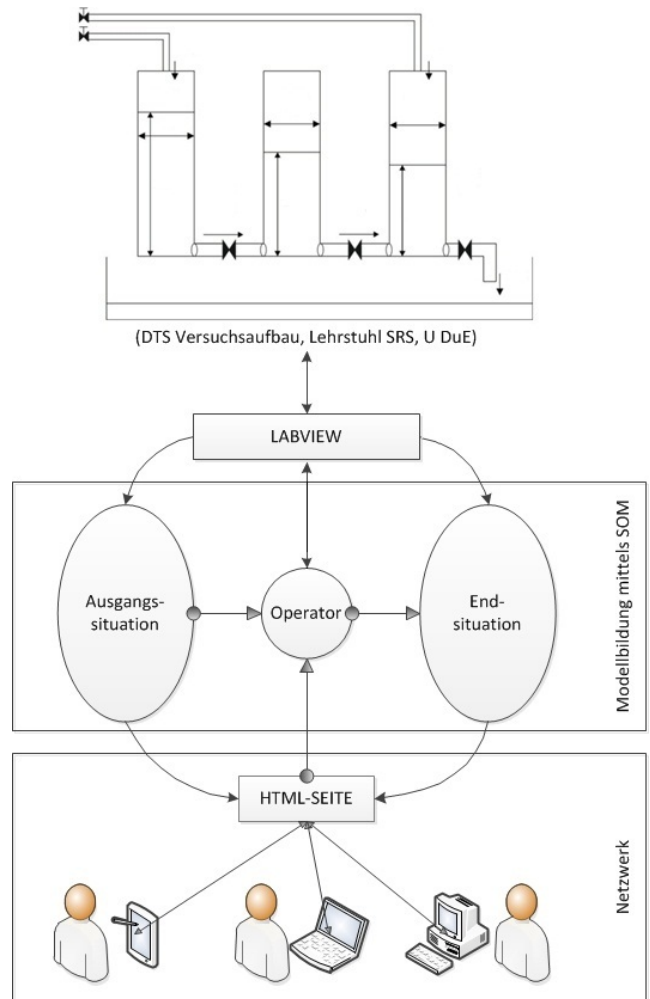 (DTS Versuchsaufbau, Lehrstuhl SRS, U DuE)
LABVIEW
Ausgangs-
situation
Operator
End-
situation
Modellbildung mittels SOM
HTML-SEITE
Netzwerk